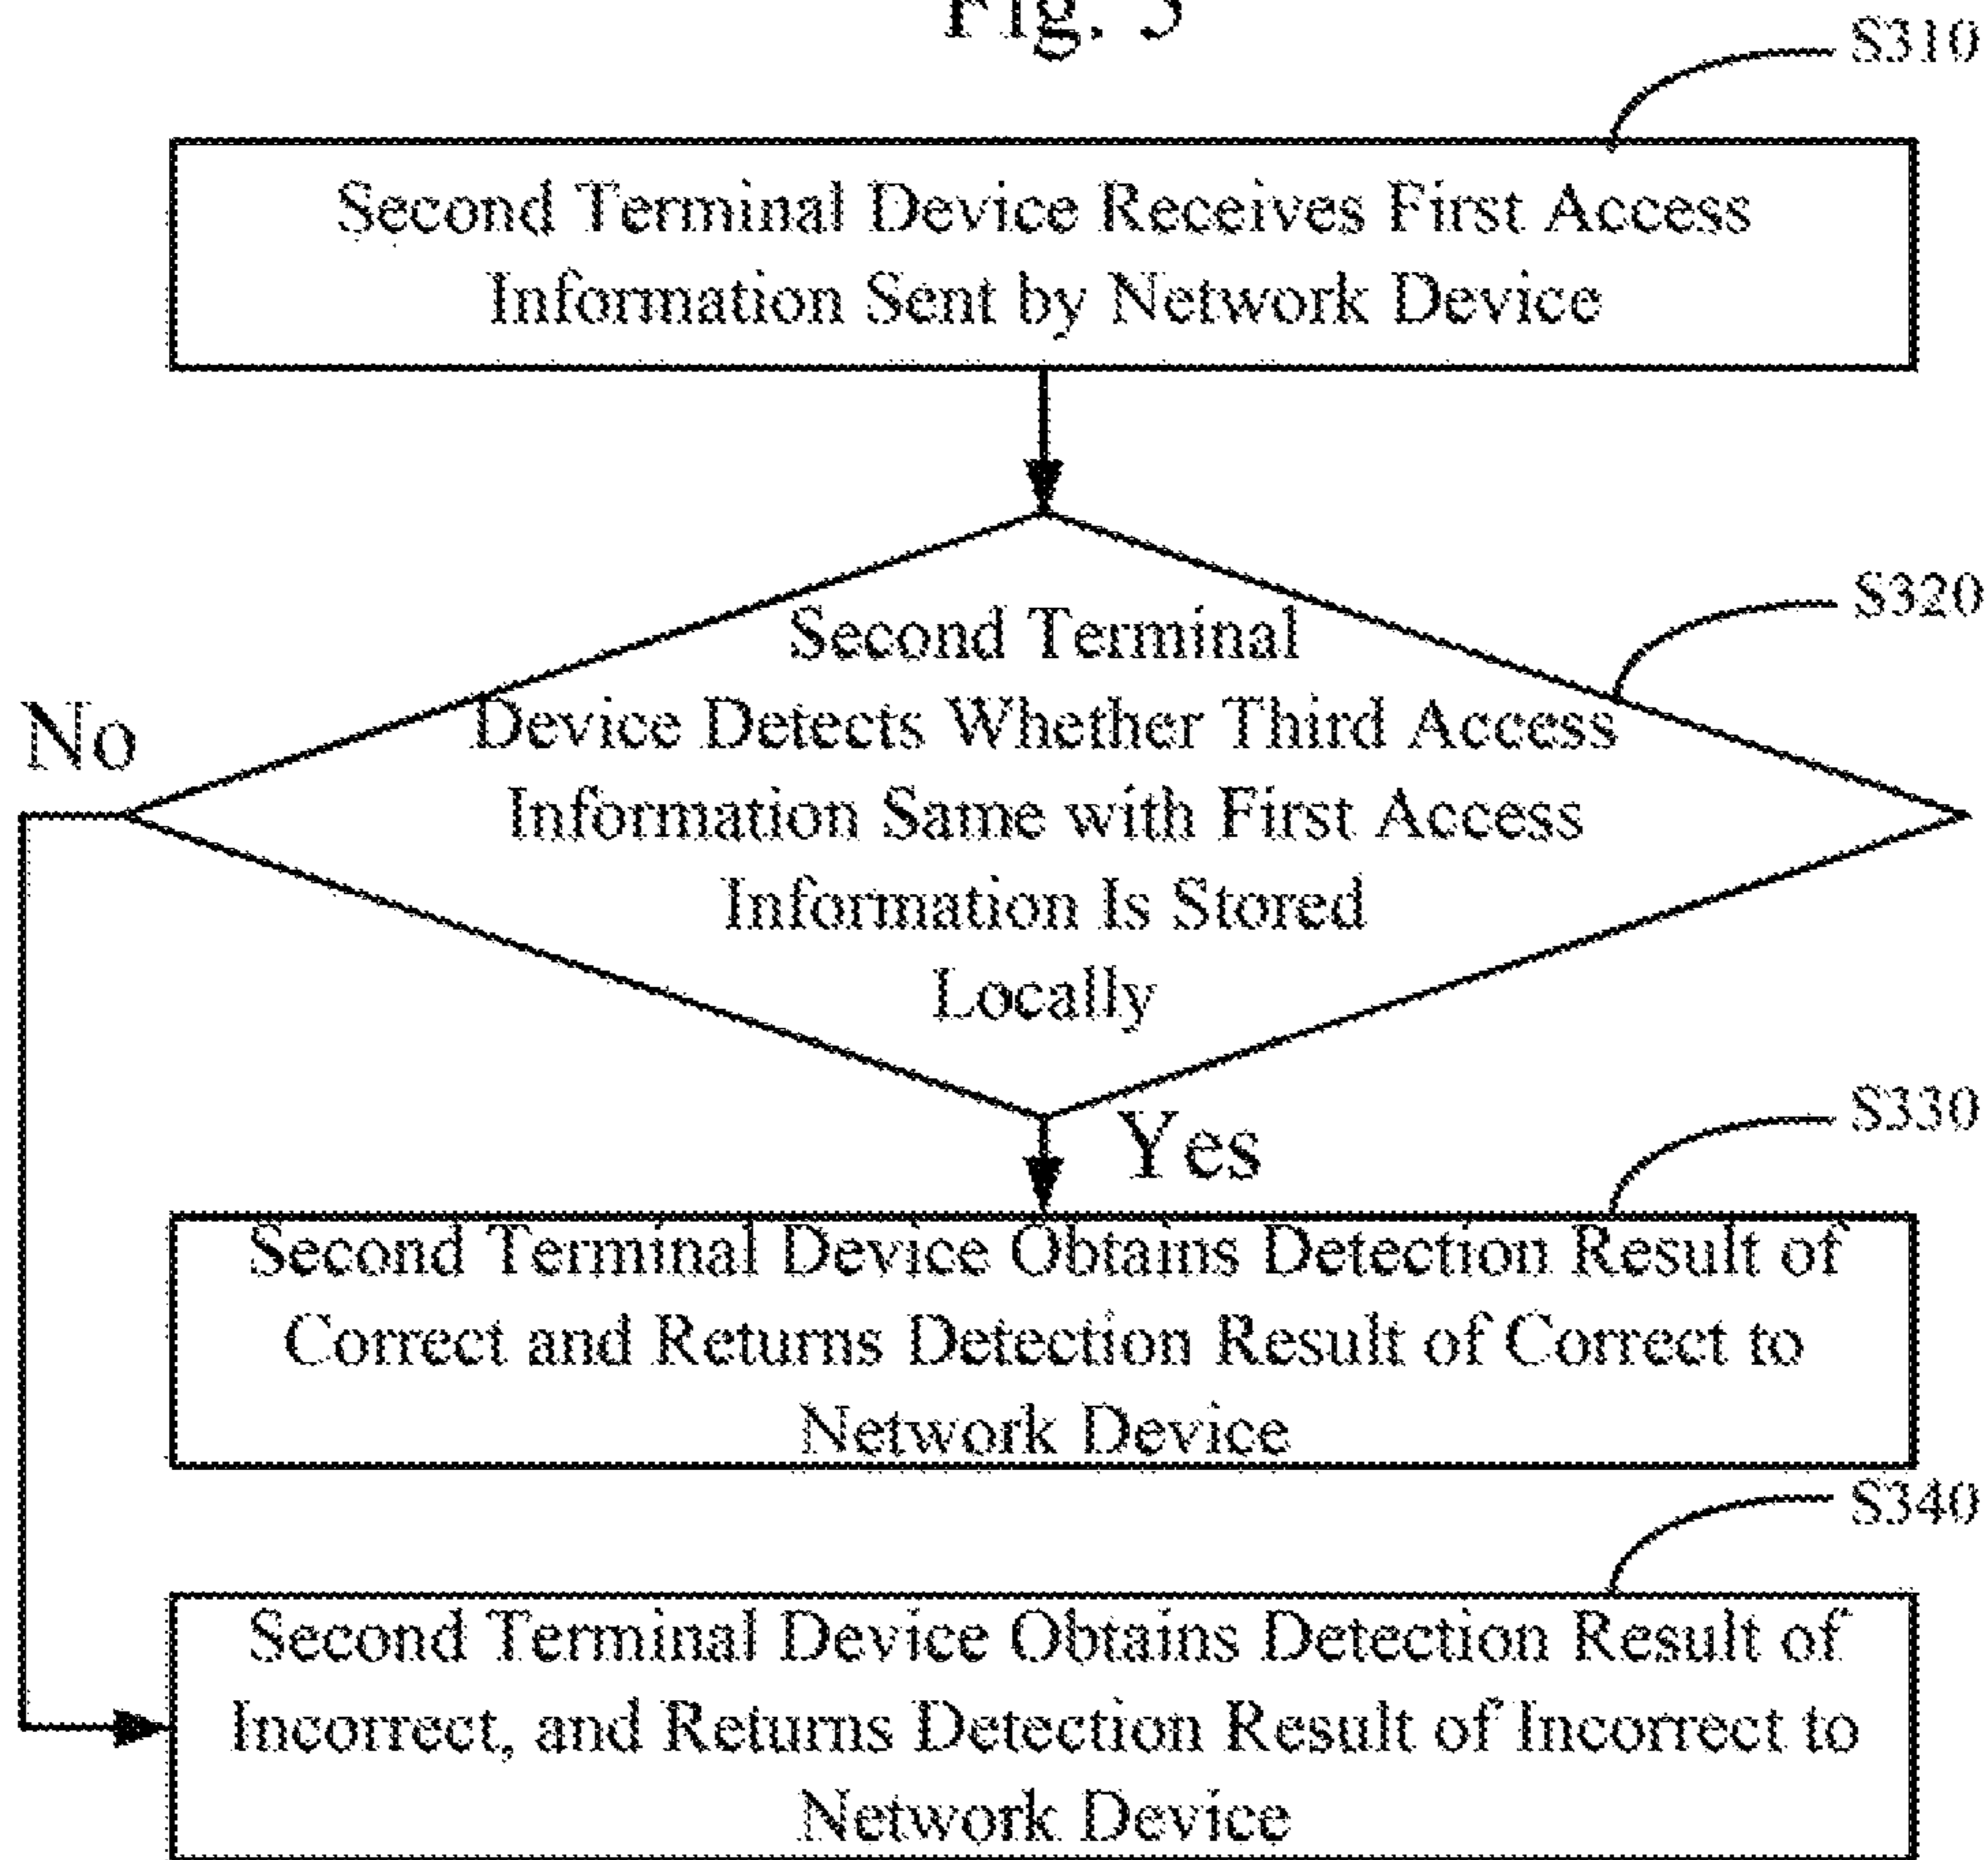 Fig. 3
S310
Second Terminal Device Receives First Access
Information Sent by Network Device
S320
Second Terminal
Device Detects Whether Third Access
Information Same with First Access
Information Is Stored
Locally
No
Yes
S330
Second Terminal Device Obtains Detection Result of
Correct and Returns Detection Result of Correct to
Network Device
S340
Second Terminal Device Obtains Detection Result of
Incorrect, and Returns Detection Result of Incorrect to
Network Device